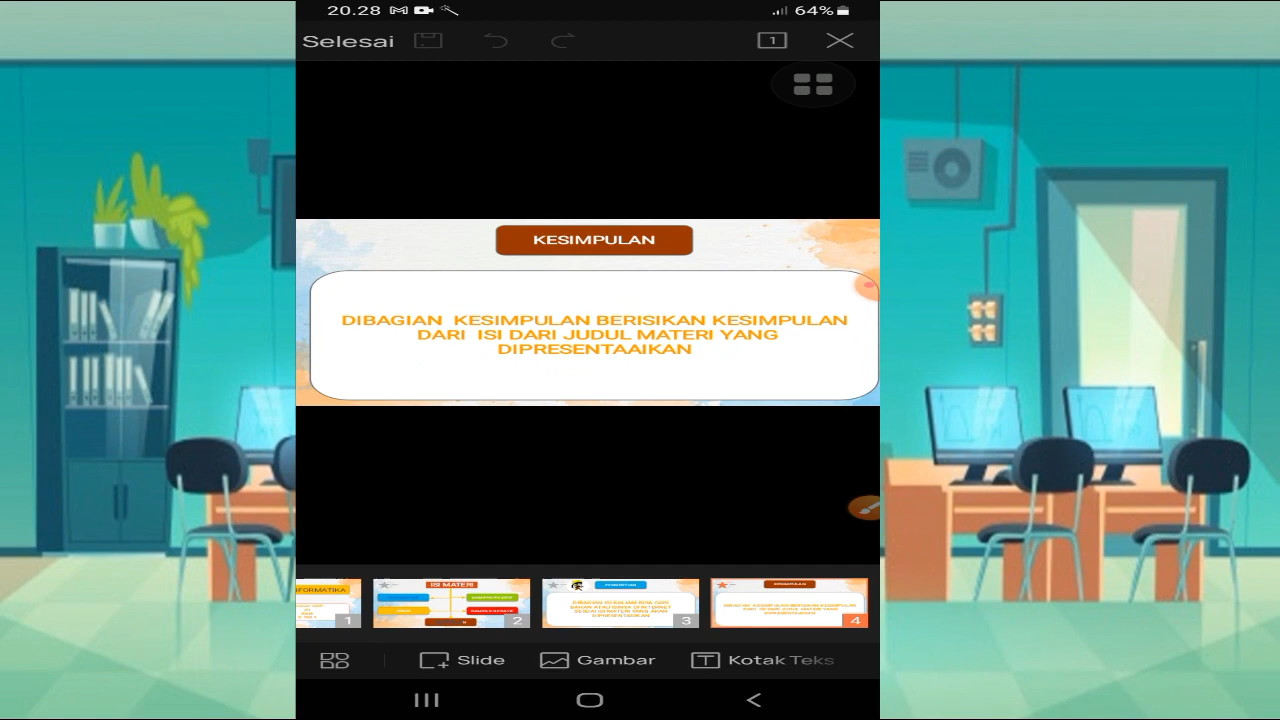 20.28
64%
Selesai
1
KESIMPULAN
DIBAGIAN KESIMPULAN BERISIKAN KESIMPULAN
DARI ISI DARI JUDUL MATERI YANG
DIPRESENTAAIKAN
ISI MATERI
1
2
3
4
Slide
Gambar
Kotak Teks